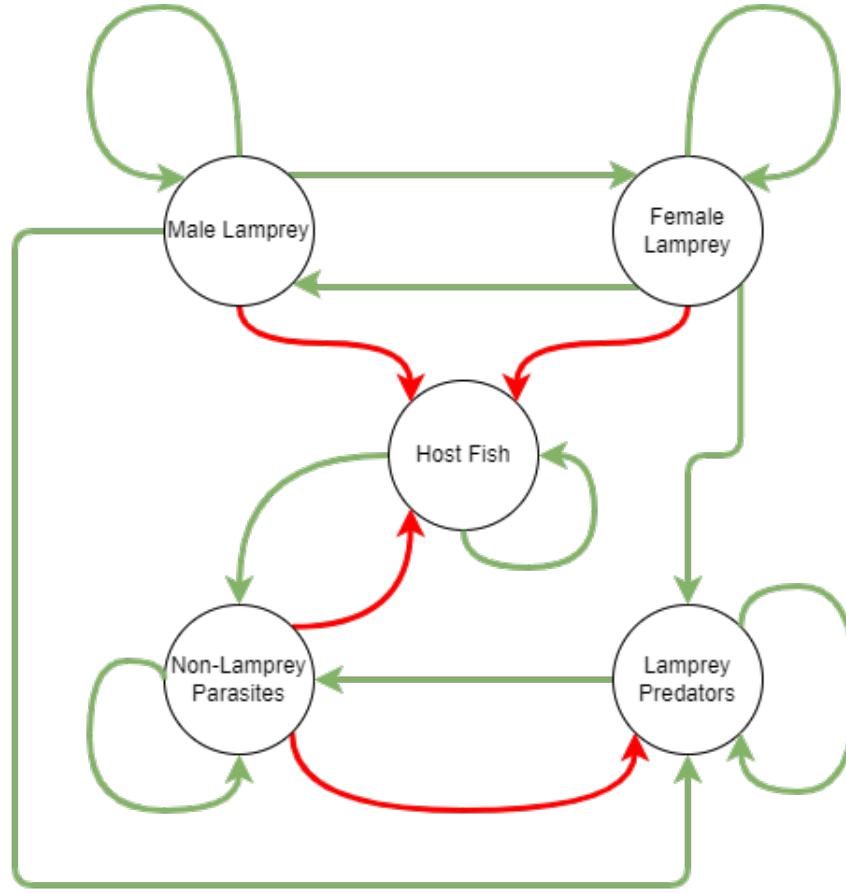 Male Lamprey
Female
Lamprey
Host Fish
Non-Lamprey
Parasites
Lamprey
Predators